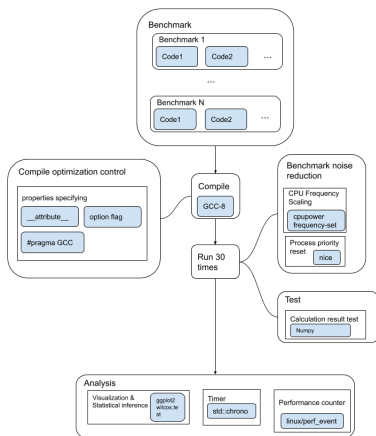 Benchmark
Benchmark 1
Code1
Code2
...
...
Benchmark N
Code1
Code2
...
Compile optimization control
properties specifying
__attribute__
option flag
#pragma GCC
Compile
GCC-8
Run 30
times
Benchmark noise
reduction
CPU Frequency
Scaling
cpupower
frequency-set
Process priority
reset
nice
Test
Calculation result test
Numpy
Analysis
Visualization &
Statistical inference
ggplot2
wilcox.te
st
Timer
std::chrono
Performance counter
linux/perf_event